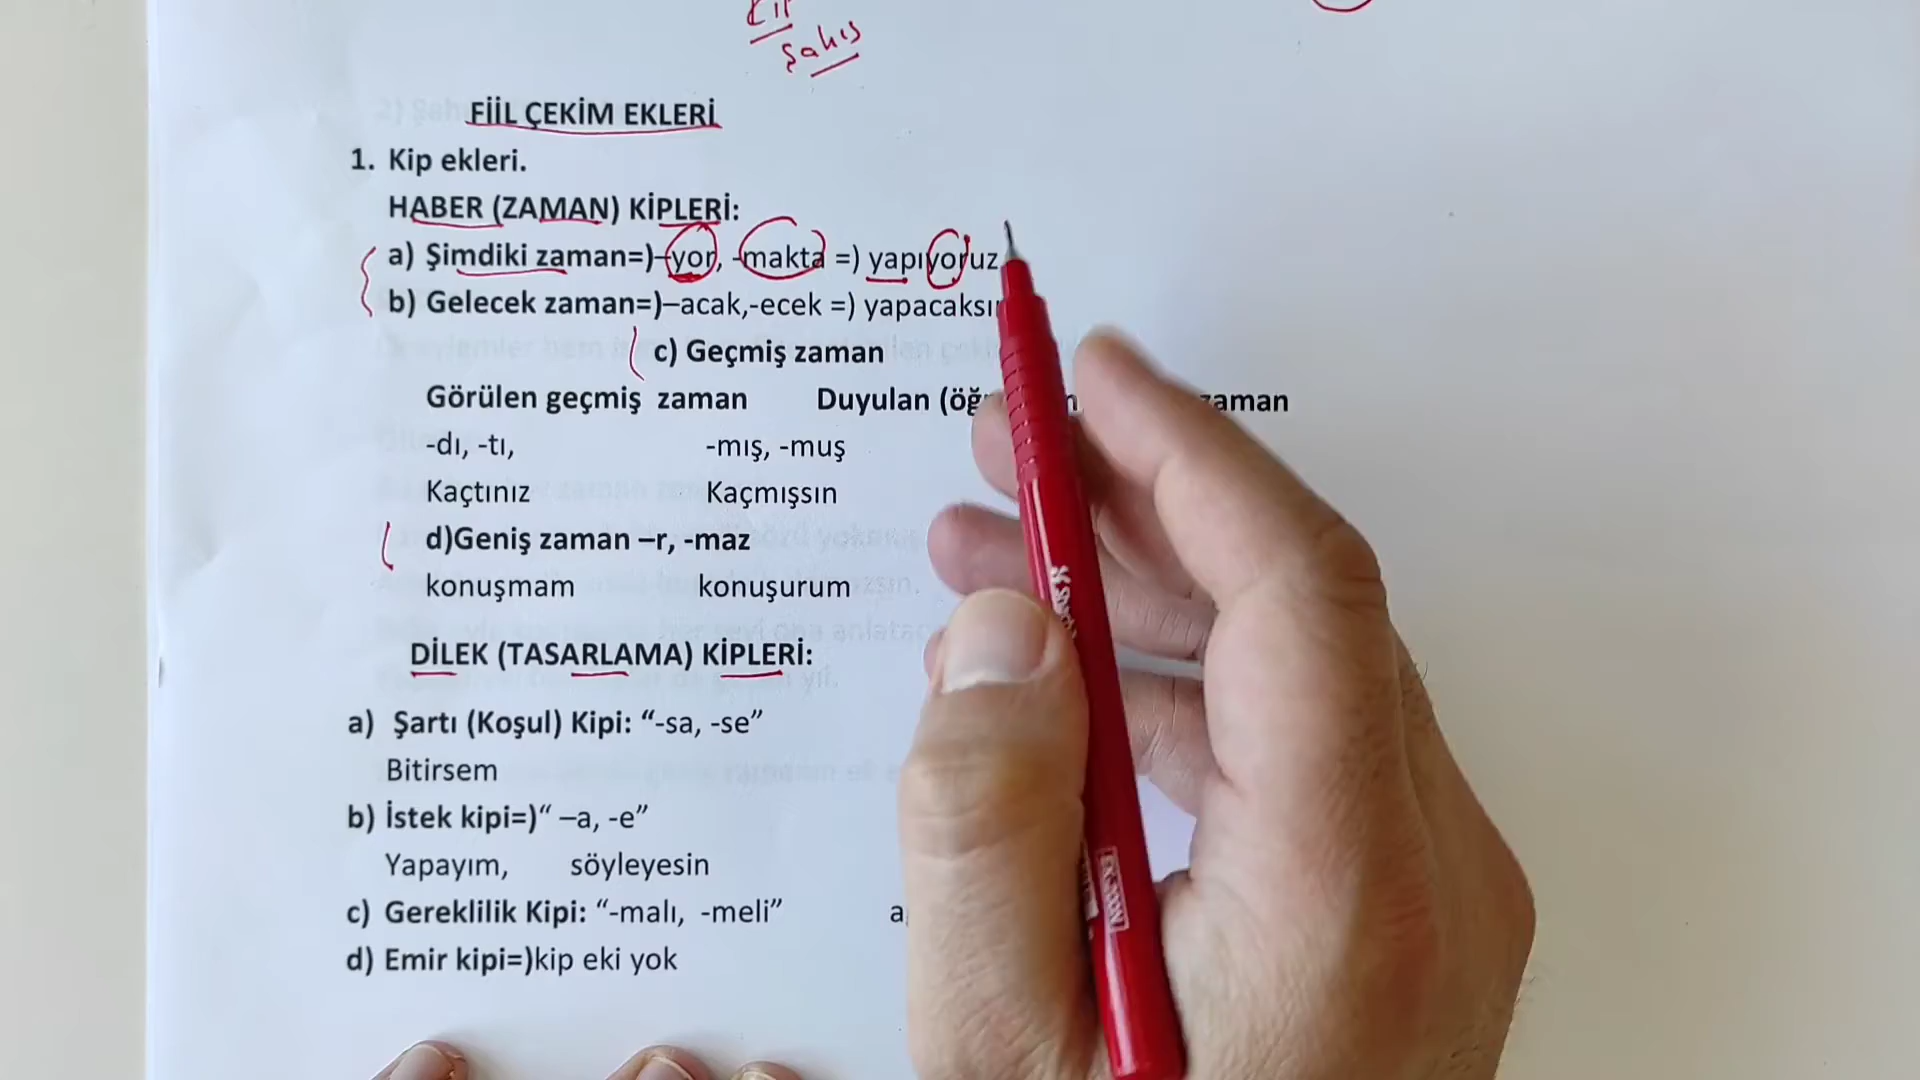 Şahıs
FİİL ÇEKİM EKLERİ
1. Kip ekleri.
HABER (ZAMAN) KİPLERİ:
a) Şimdiki zaman=)–yor, -makta =) yapıyoruz
b) Gelecek zaman=)–acak,-ecek =) yapacaksı
c) Geçmiş zaman
Görülen geçmiş zaman Duyulan zaman
-dı, -tı, -mış, -muş
Kaçtınız Kaçmışsın
d)Geniş zaman –r, -maz
konuşmam konuşurum
DİLEK (TASARLAMA) KİPLERİ:
a) Şartı (Koşul) Kipi: “-sa, -se”
Bitirsem
b) İstek kipi=)“ –a, -e”
Yapayım, söyleyesin
c) Gereklilik Kipi: “-malı, -meli”
d) Emir kipi=)kip eki yok